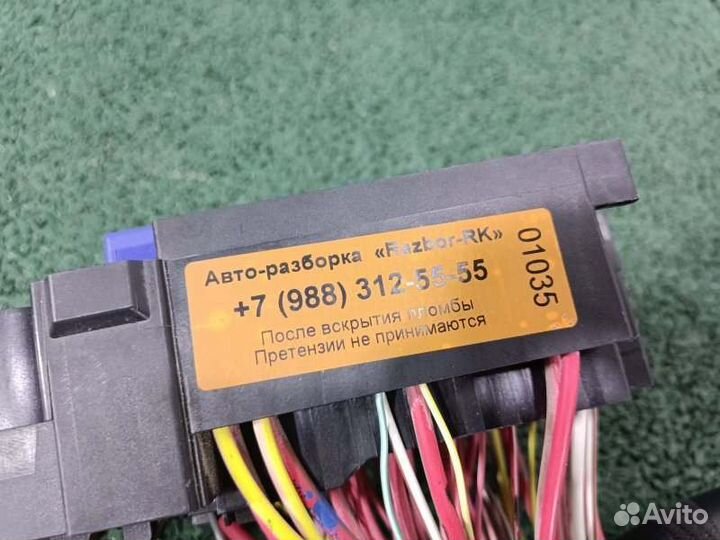 Авто-разборка «Razbor-RK»
+7 (988) 312-55-55
После вскрытия пломбы
Претензии не принимаются
01035
Avito